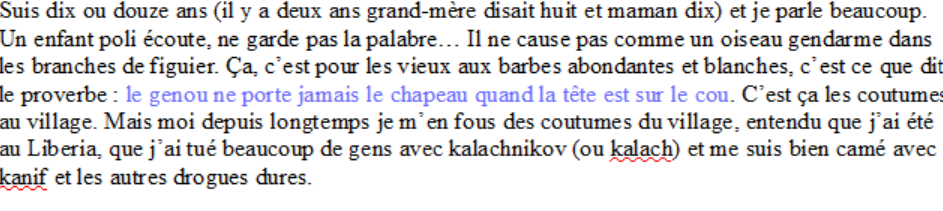 Suis dix ou douze ans (il y a deux ans grand-mère disait huit et maman dix) et je parle beaucoup.
Un enfant poli écoute, ne garde pas la palabre… Il ne cause pas comme un oiseau gendarme dans
les branches de figuier. Ça, c’est pour les vieux aux barbes abondantes et blanches, c’est ce que dit
le proverbe : le genou ne porte jamais le chapeau quand la tête est sur le cou. C’est ça les coutumes
au village. Mais moi depuis longtemps je m’en fous des coutumes du village, entendu que j’ai été
au Liberia, que j’ai tué beaucoup de gens avec kalachnikov (ou kalach) et me suis bien camé avec
kanif et les autres drogues dures.